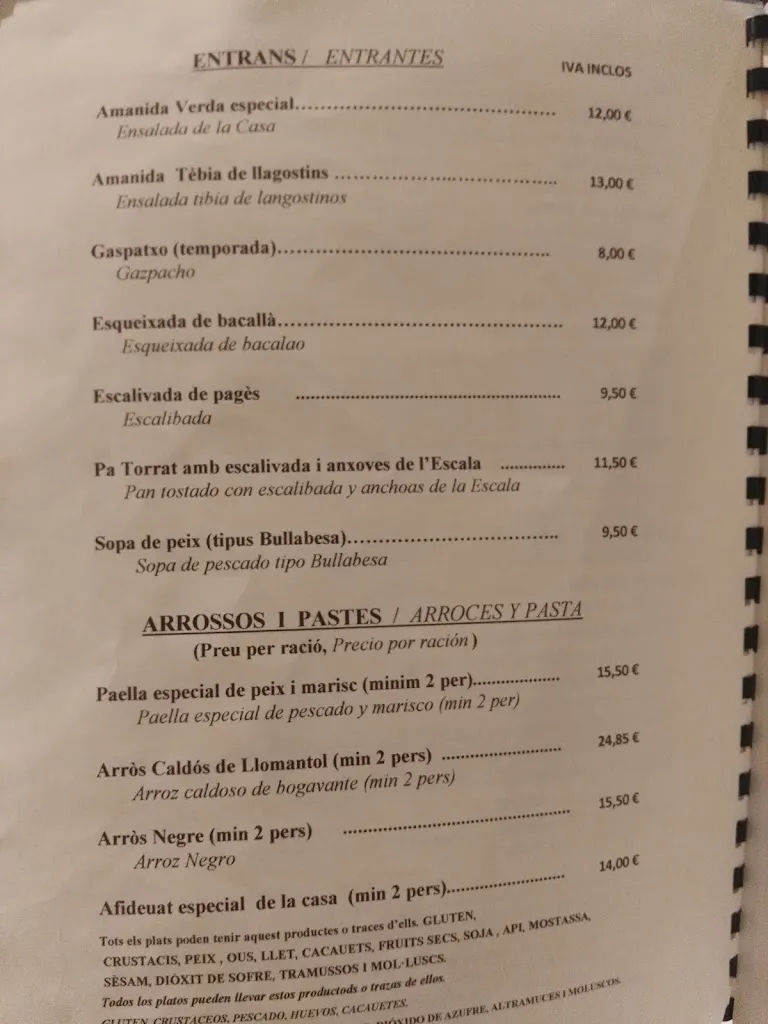 ENTRANS / ENTRANTES
IVA INCLOS
Amanida Verda especial.......................................................... 12,00 €
Ensalada de la Casa
Amanida Tèbia de llagostins .................................................. 13,00 €
Ensalada tibia de langostinos
Gaspatxo (temporada)............................................................ 8,00 €
Gazpacho
Esqueixada de bacallà............................................................ 12,00 €
Esqueixada de bacalao
Escalivada de pagès ............................................................ 9,50 €
Escalibada
Pa Torrat amb escalivada i anxoves de l'Escala .............. 11,50 €
Pan tostado con escalibada y anchoas de la Escala
Sopa de peix (tipus Bullabesa)............................................... 9,50 €
Sopa de pescado tipo Bullabesa
ARROSSOS I PASTES / ARROCES Y PASTA
(Preu per ració, Precio por ración)
Paella especial de peix i marisc (minim 2 per)................... 15,50 €
Paella especial de pescado y marisco (min 2 per)
Arròs Caldós de Llomantol (min 2 pers) .......................... 24,85 €
Arroz caldoso de bogavante (min 2 pers)
Arròs Negre (min 2 pers) ................................................ 15,50 €
Arroz Negro
Afideuat especial de la casa (min 2 pers)......................... 14,00 €
Tots els plats poden tenir aquest productes o traces d'ells. GLUTEN,
CRUSTACIS, PEIX , OUS, LLET, CACAUETS, FRUITS SECS, SOJA , API, MOSTASSA,
SÈSAM, DIÒXIT DE SOFRE, TRAMUSSOS I MOL·LUSCS.
Todos los platos pueden llevar estos productods o trazas de ellos.
GLUTEN, CRUSTACEOS, PESCADO, HUEVOS, CACAUETES,
DIÓXIDO DE AZUFRE, ALTRAMUCES I MOLUSCOS.